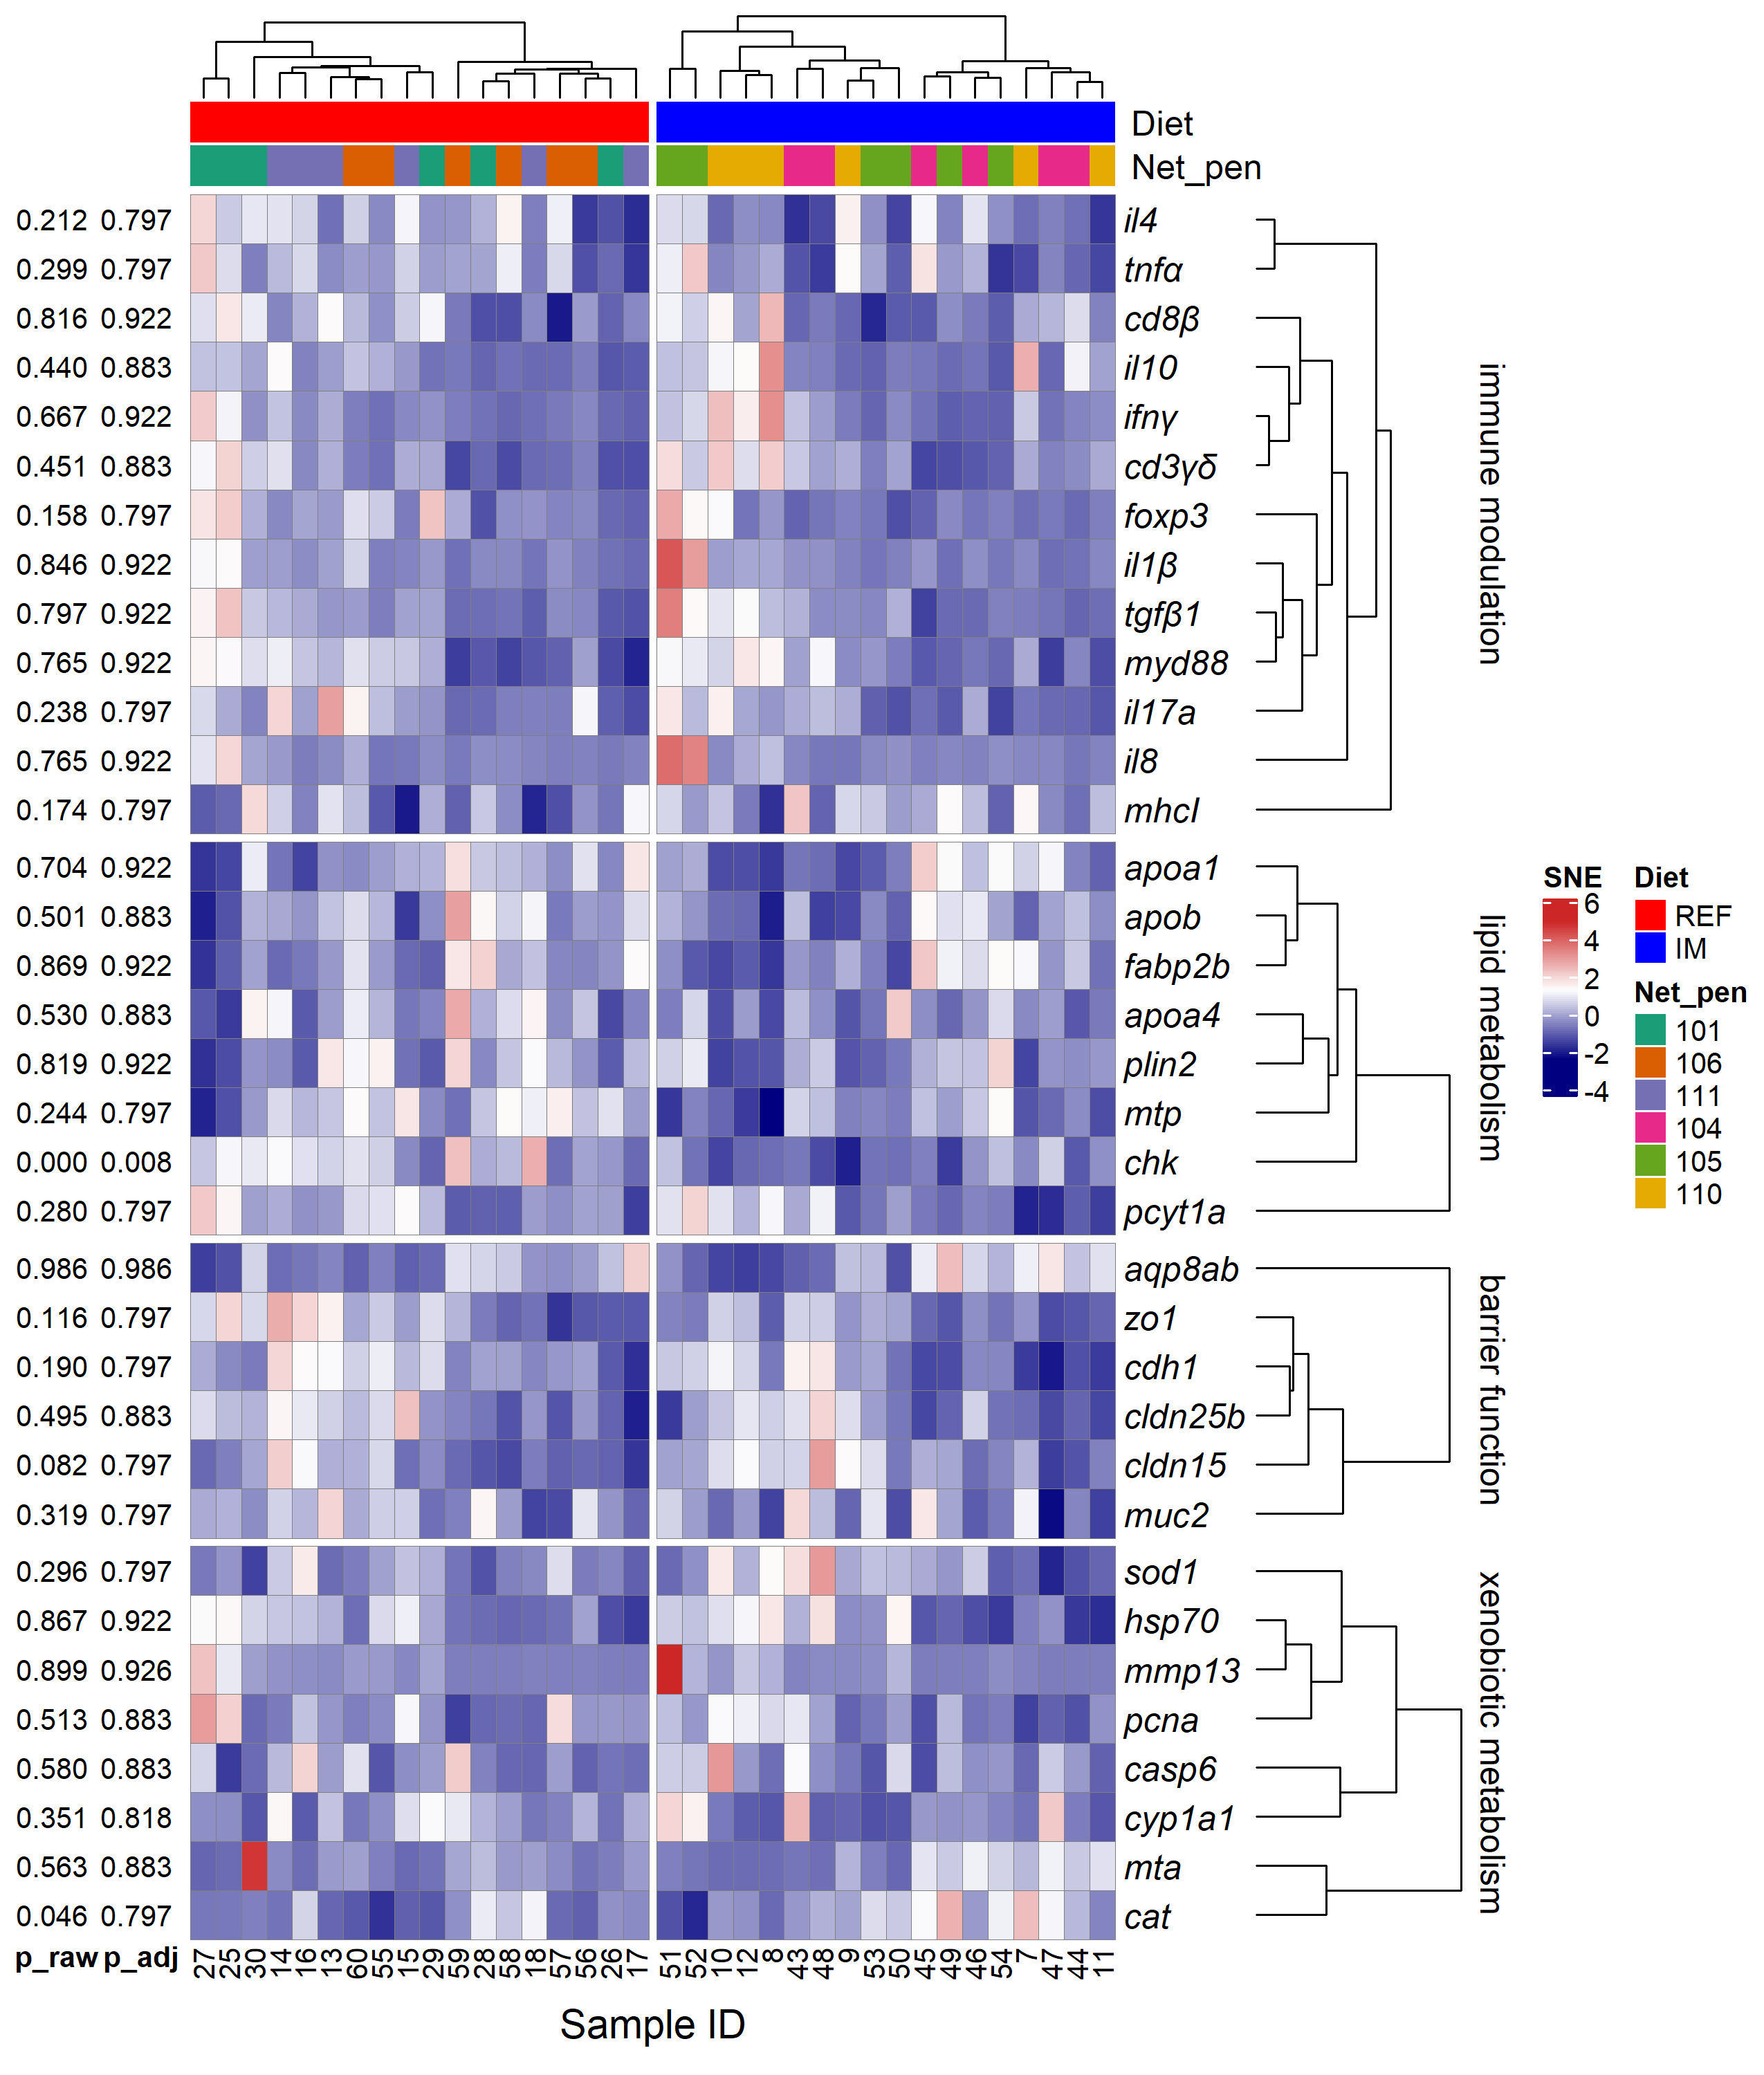 Diet
Net_pen
0.212 0.797 il4
0.299 0.797 tnfα
0.816 0.922 cd8β
0.440 0.883 il10
0.667 0.922 ifnγ
0.451 0.883 cd3γδ
0.158 0.797 foxp3
0.846 0.922 il1β
0.797 0.922 tgfβ1
0.765 0.922 myd88
0.238 0.797 il17a
0.765 0.922 il8
0.174 0.797 mhcI
immune modulation
0.704 0.922 apoa1
0.501 0.883 apob
0.869 0.922 fabp2b
0.530 0.883 apoa4
0.819 0.922 plin2
0.244 0.797 mtp
0.000 0.008 chk
0.280 0.797 pcyt1a
lipid metabolism
0.986 0.986 aqp8ab
0.116 0.797 zo1
0.190 0.797 cdh1
0.495 0.883 cldn25b
0.082 0.797 cldn15
0.319 0.797 muc2
barrier function
0.296 0.797 sod1
0.867 0.922 hsp70
0.899 0.926 mmp13
0.513 0.883 pcna
0.580 0.883 casp6
0.351 0.818 cyp1a1
0.563 0.883 mta
0.046 0.797 cat
xenobiotic metabolism
p_raw p_adj 27 25 30 14 16 13 60 55 15 29 59 28 58 18 57 56 26 17 51 52 10 12 8 43 48 9 53 50 45 49 46 54 7 47 44 11
Sample ID
SNE
6
4
2
0
-2
-4
Diet
REF
IM
Net_pen
101
106
111
104
105
110